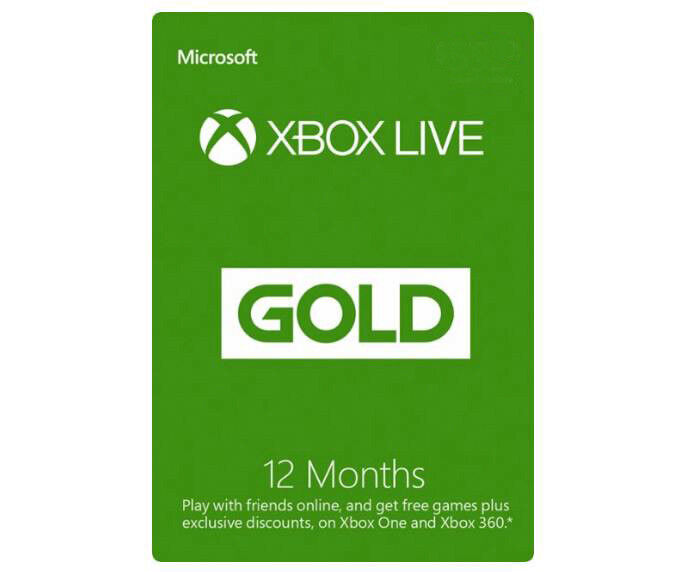 Microsoft
XBOX LIVE
GOLD
12 Months
Play with friends online, and get free games plus
exclusive discounts, on Xbox One and Xbox 360.*